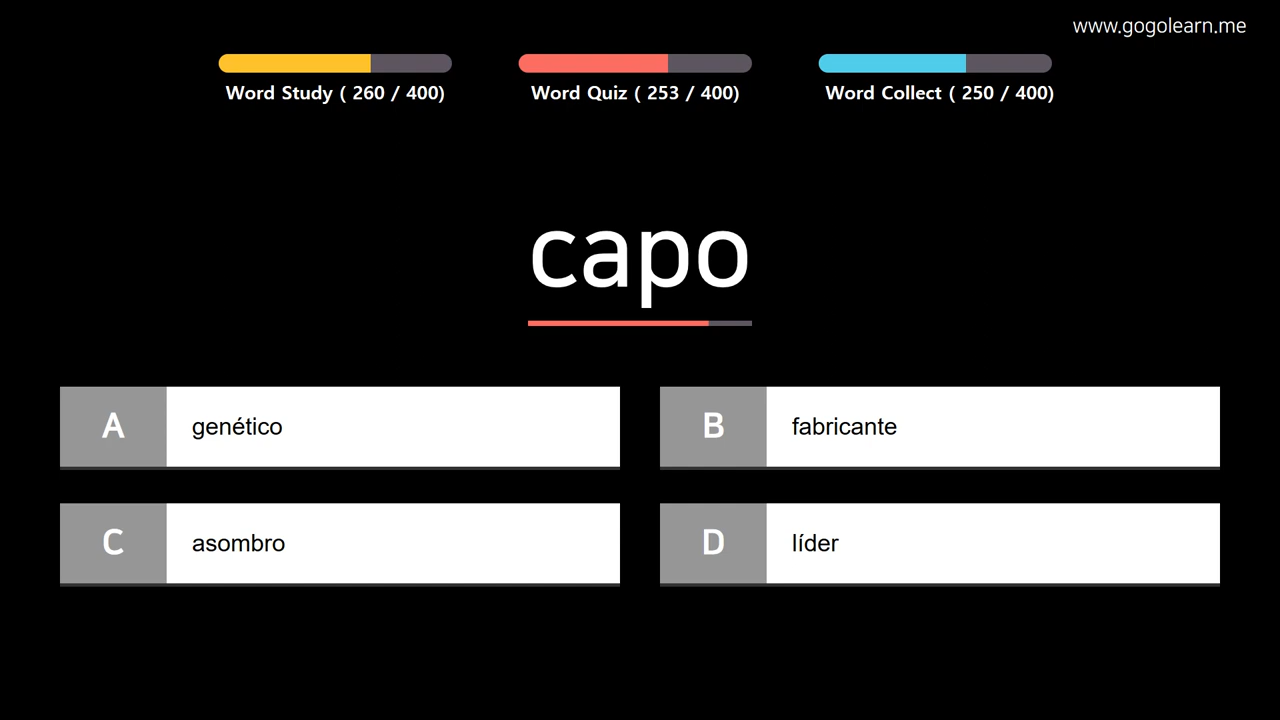 www.gogolearn.me
Word Study ( 260 / 400)
Word Quiz ( 253 / 400)
Word Collect ( 250 / 400)
capo
A
genético
B
fabricante
C
asombro
D
líder